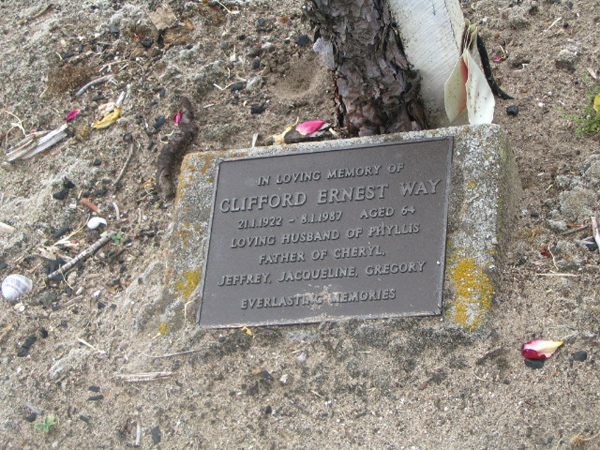 IN LOVING MEMORY OF
CLIFFORD ERNEST WAY
21.1.1922 - 8.1.1987 AGED 64
LOVING HUSBAND OF PHYLLIS
FATHER OF CHERYL,
JEFFREY, JACQUELINE, GREGORY
EVERLASTING MEMORIES